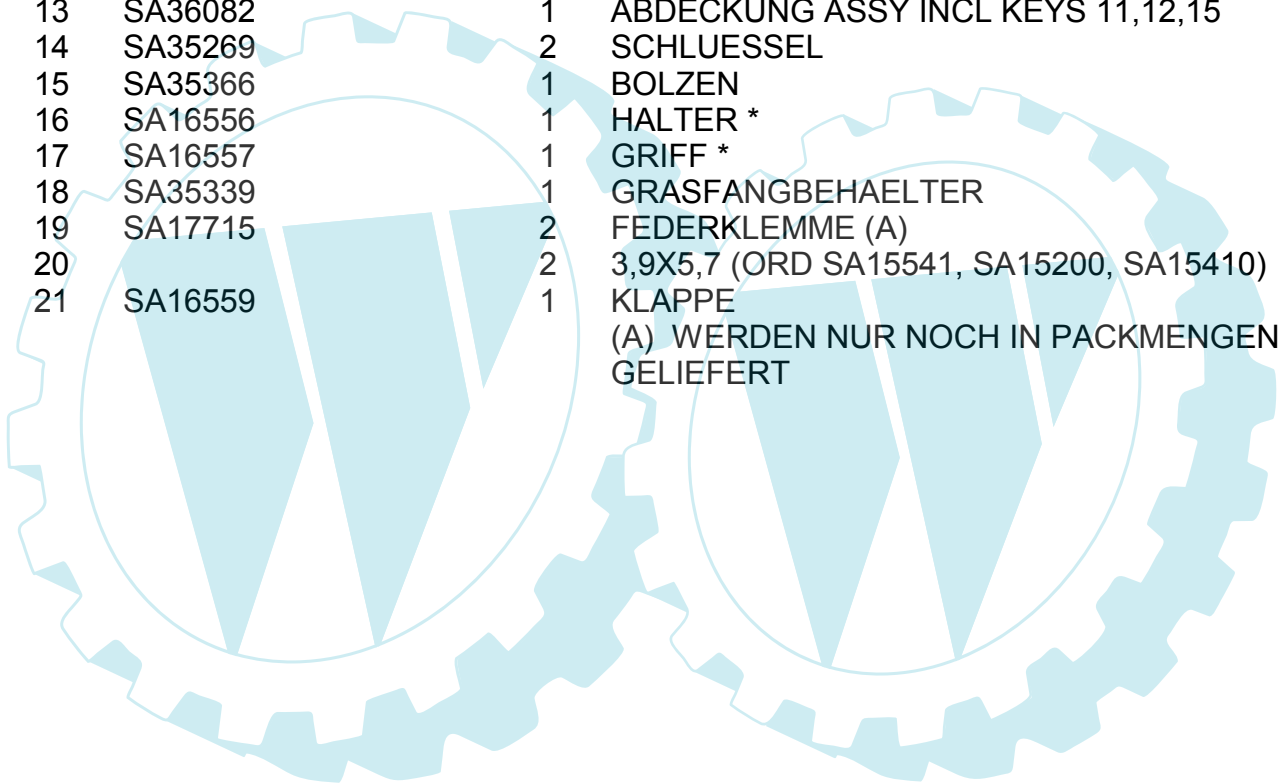 13 SA36082 1 ABDECKUNG ASSY INCL KEYS 11,12,15
14 SA35269 2 SCHLUESSEL
15 SA35366 1 BOLZEN
16 SA16556 1 HALTER *
17 SA16557 1 GRIFF *
18 SA35339 1 GRASFANGBEHAELTER
19 SA17715 2 FEDERKLEMME (A)
20 2 3,9X5,7 (ORD SA15541, SA15200, SA15410)
21 SA16559 1 KLAPPE
(A) WERDEN NUR NOCH IN PACKMENGEN
GELIEFERT